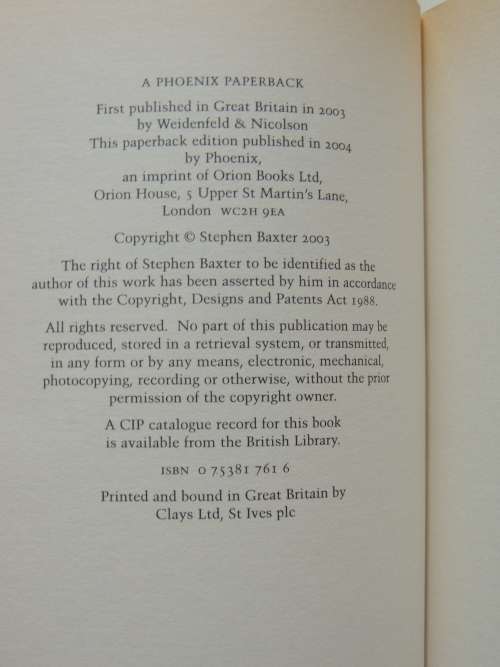 A PHOENIX PAPERBACK
First published in Great Britain in 2003
by Weidenfeld & Nicolson
This paperback edition published in 2004
by Phoenix,
an imprint of Orion Books Ltd,
Orion House, 5 Upper St Martin's Lane,
London WC2H 9EA
Copyright © Stephen Baxter 2003
The right of Stephen Baxter to be identified as the
author of this work has been asserted by him in accordance
with the Copyright, Designs and Patents Act 1988.
All rights reserved. No part of this publication may be
reproduced, stored in a retrieval system, or transmitted,
in any form or by any means, electronic, mechanical,
photocopying, recording or otherwise, without the prior
permission of the copyright owner.
A CIP catalogue record for this book
is available from the British Library.
ISBN 0 75381 761 6
Printed and bound in Great Britain by
Clays Ltd, St Ives plc